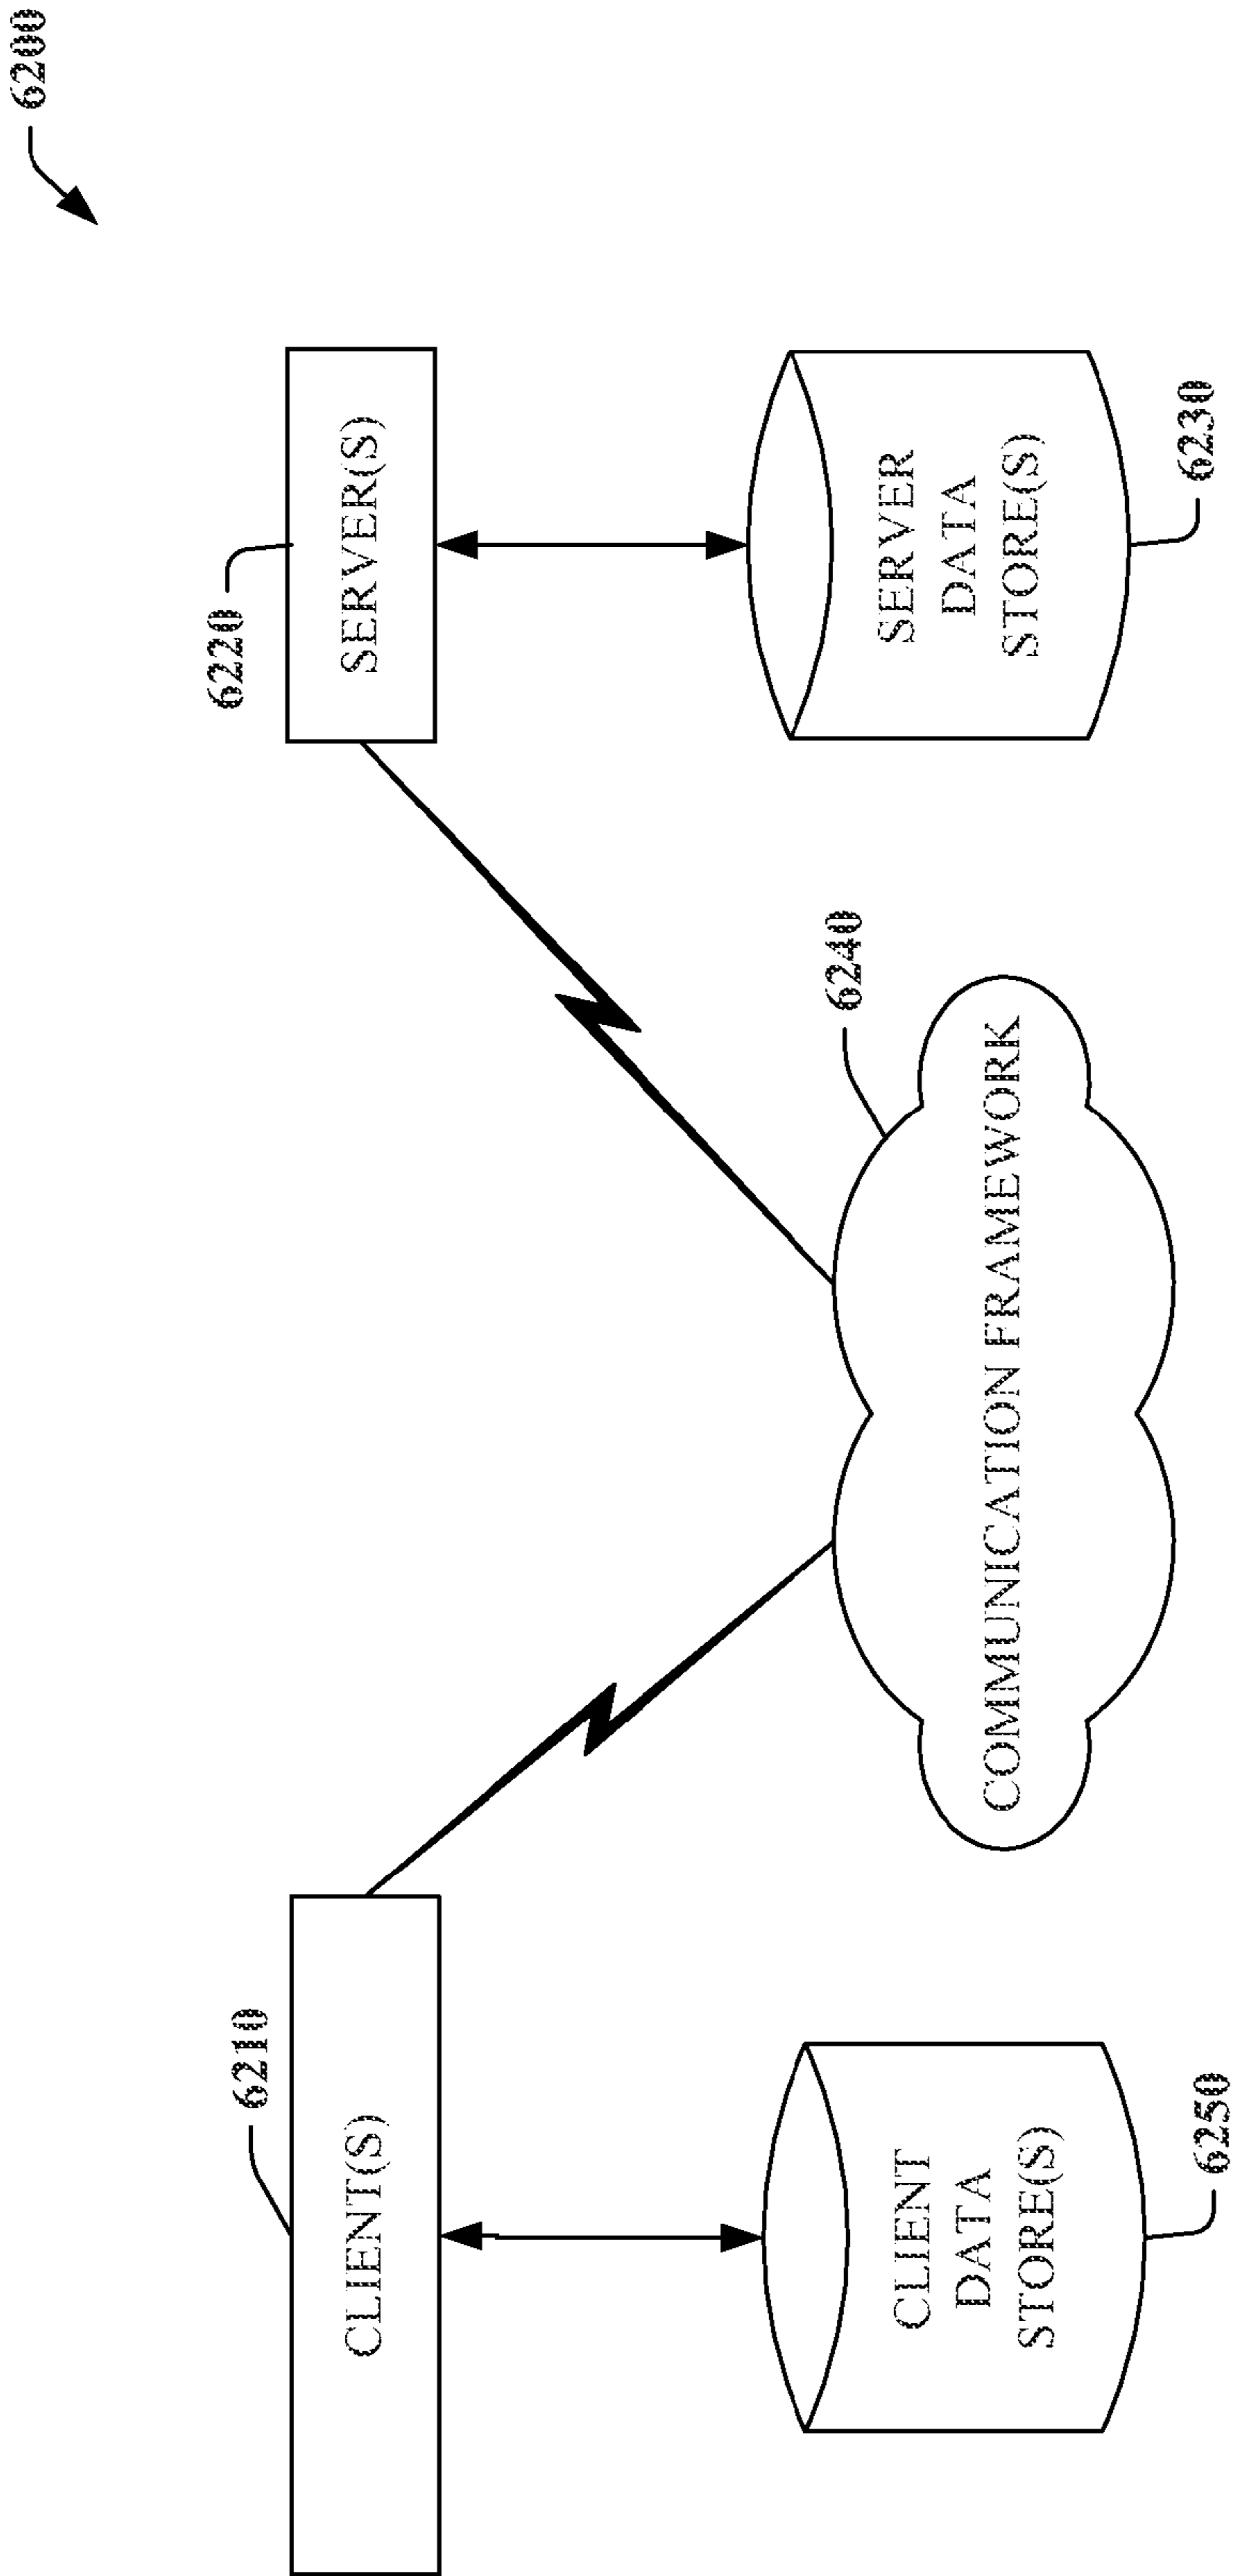 6200
6210
CLIENT(S)
6220
SERVER(S)
6240
COMMUNICATION FRAMEWORK
CLIENT
DATA
STORE(S)
6250
SERVER
DATA
STORE(S)
6230